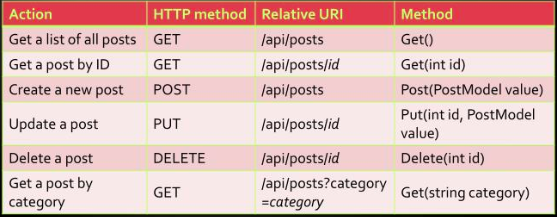 Action HTTP method Relative URI Method
Get a list of all posts GET /api/posts Get()
Get a post by ID GET /api/posts/id Get(int id)
Create a new post POST /api/posts Post(PostModel value)
Update a post PUT /api/posts/id Put(int id, PostModel
value)
Delete a post DELETE /api/posts/id Delete(int id)
Get a post by
category GET /api/posts?category
=category Get(string category)